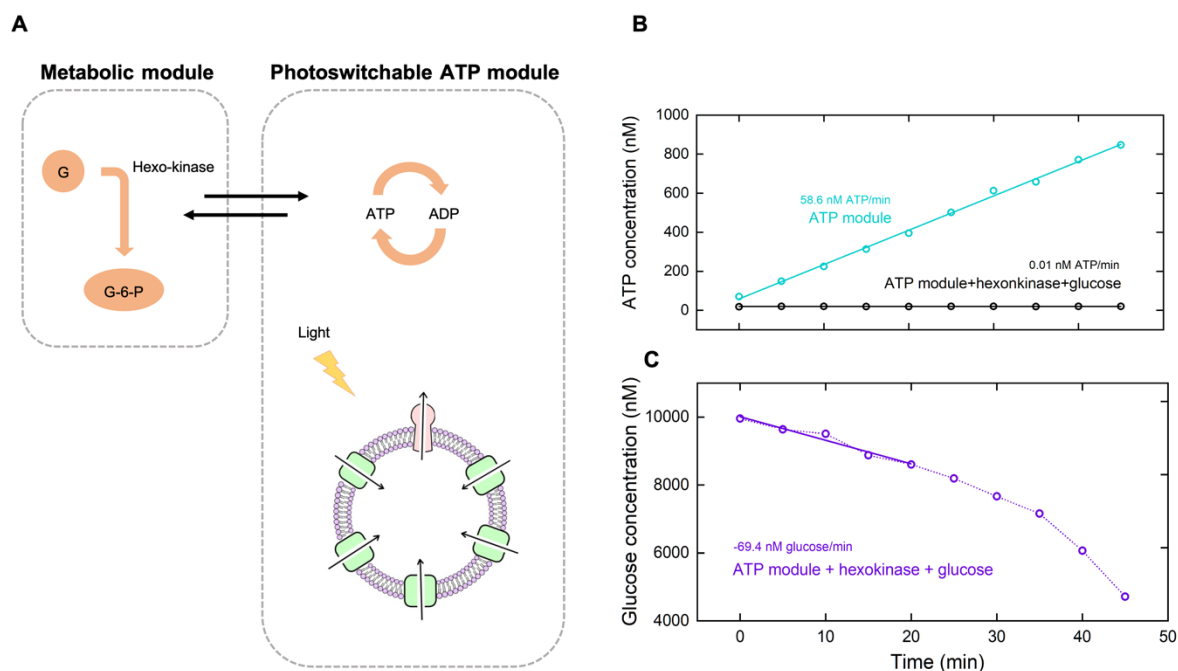 A
Metabolic module
Photoswitchable ATP module
G
Hexo-kinase
G-6-P
ATP
ADP
Light
B
ATP concentration (nM)
1000
800
600
400
200
0
58.6 nM ATP/min
ATP module
0.01 nM ATP/min
ATP module+hexonkinase+glucose
C
Glucose concentration (nM)
10000
8000
6000
4000
-69.4 nM glucose/min
ATP module + hexokinase + glucose
0
10
20
30
40
50
Time (min)